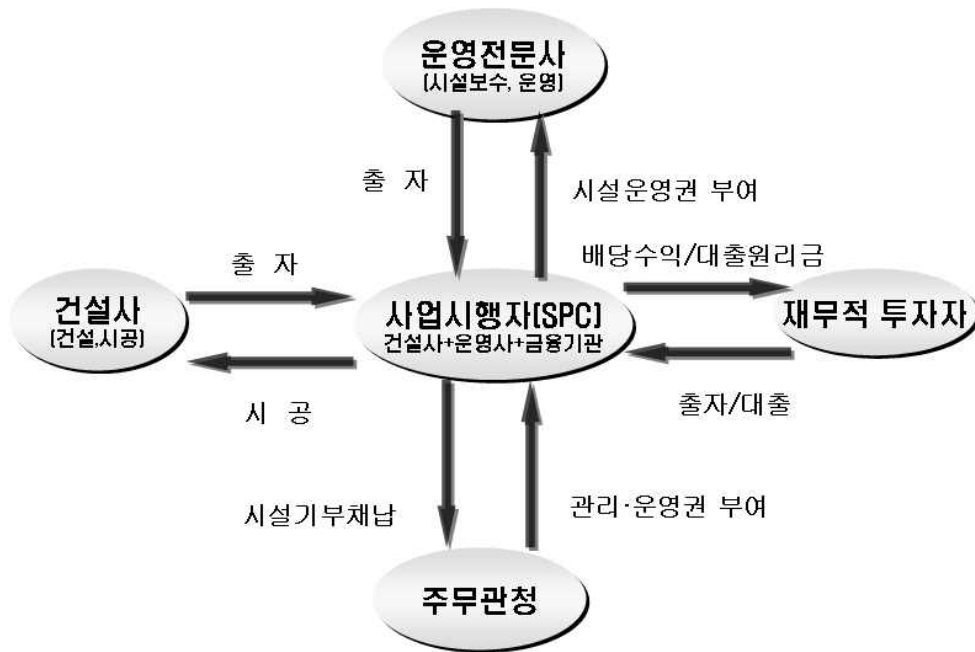 운영전문사
(시설보수, 운영)
출 자
시설운영권 부여
배당수익/대출원리금
출 자
건설사
(건설,시공)
사업시행자(SPC)
건설사+운영사+금융기관
재무적 투자자
시 공
출자/대출
시설기부채납
관리·운영권 부여
주무관청